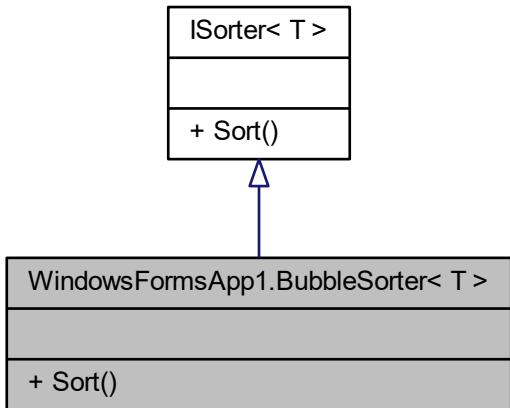 ISorter< T >
+ Sort()
WindowsFormsApp1.BubbleSorter< T >
+ Sort()